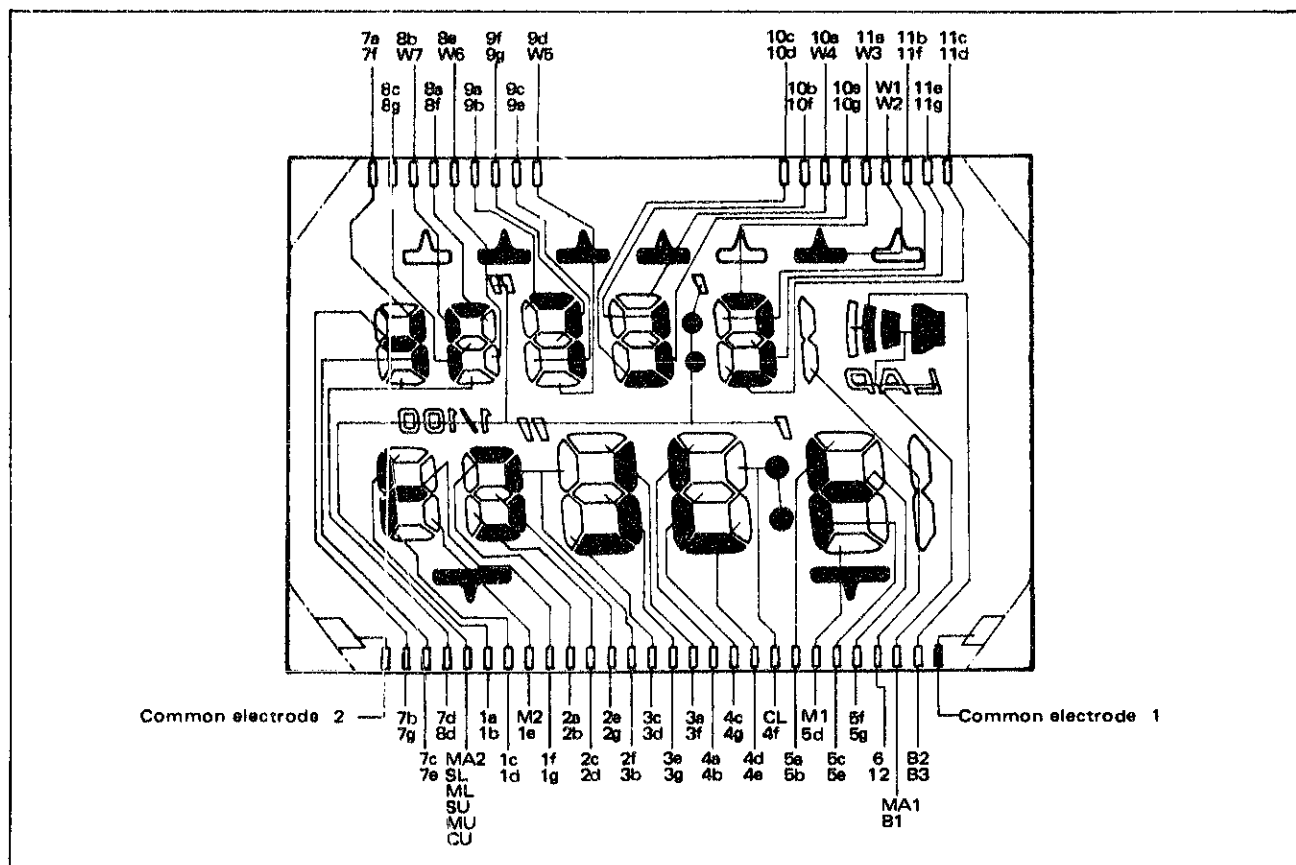 7a 8b 8e 9f 9d 10c 10a 11a 11b 11c
7f W7 W6 9g W5 10d W4 W3 11f 11d
8c 8a 9a 9c 10b 10e W1 11e
8g 8f 9b 9e 10f 10g W2 11g
LAP
1/100
Common electrode 2 7b 7d 1a M2 2a 2e 3c 3a 4c CL M1 5f Common electrode 1
7g 8d 1b 1e 2b 2g 3d 3f 4g 4f 5d 5g
7c MA2 1c 1f 2c 2f 3e 4a 4d 5a 5c 6 B2
7e SL 1d 1g 2d 3b 3g 4b 4e 5b 5e 12 B3
ML
SU MA1
MU B1
CU